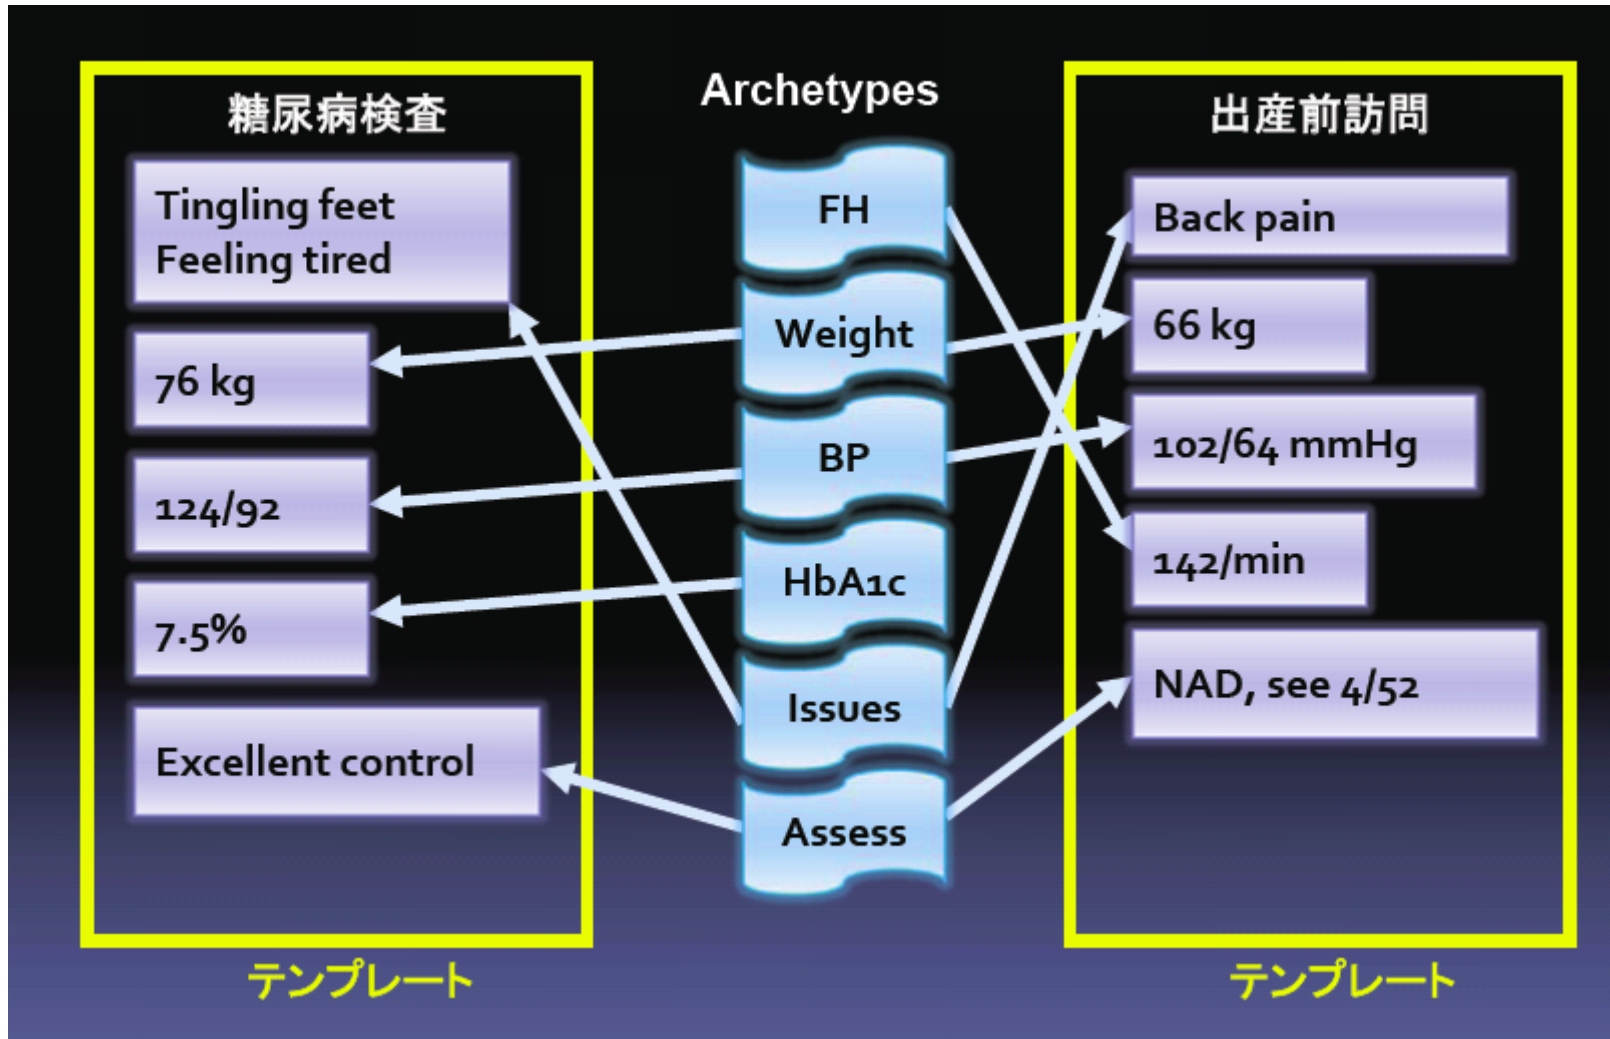 糖尿病検査
Tingling feet
Feeling tired
76 kg
124/92
7.5%
Excellent control
テンプレート
Archetypes
FH
Weight
BP
HbA1c
Issues
Assess
出産前訪問
Back pain
66 kg
102/64 mmHg
142/min
NAD, see 4/52
テンプレート